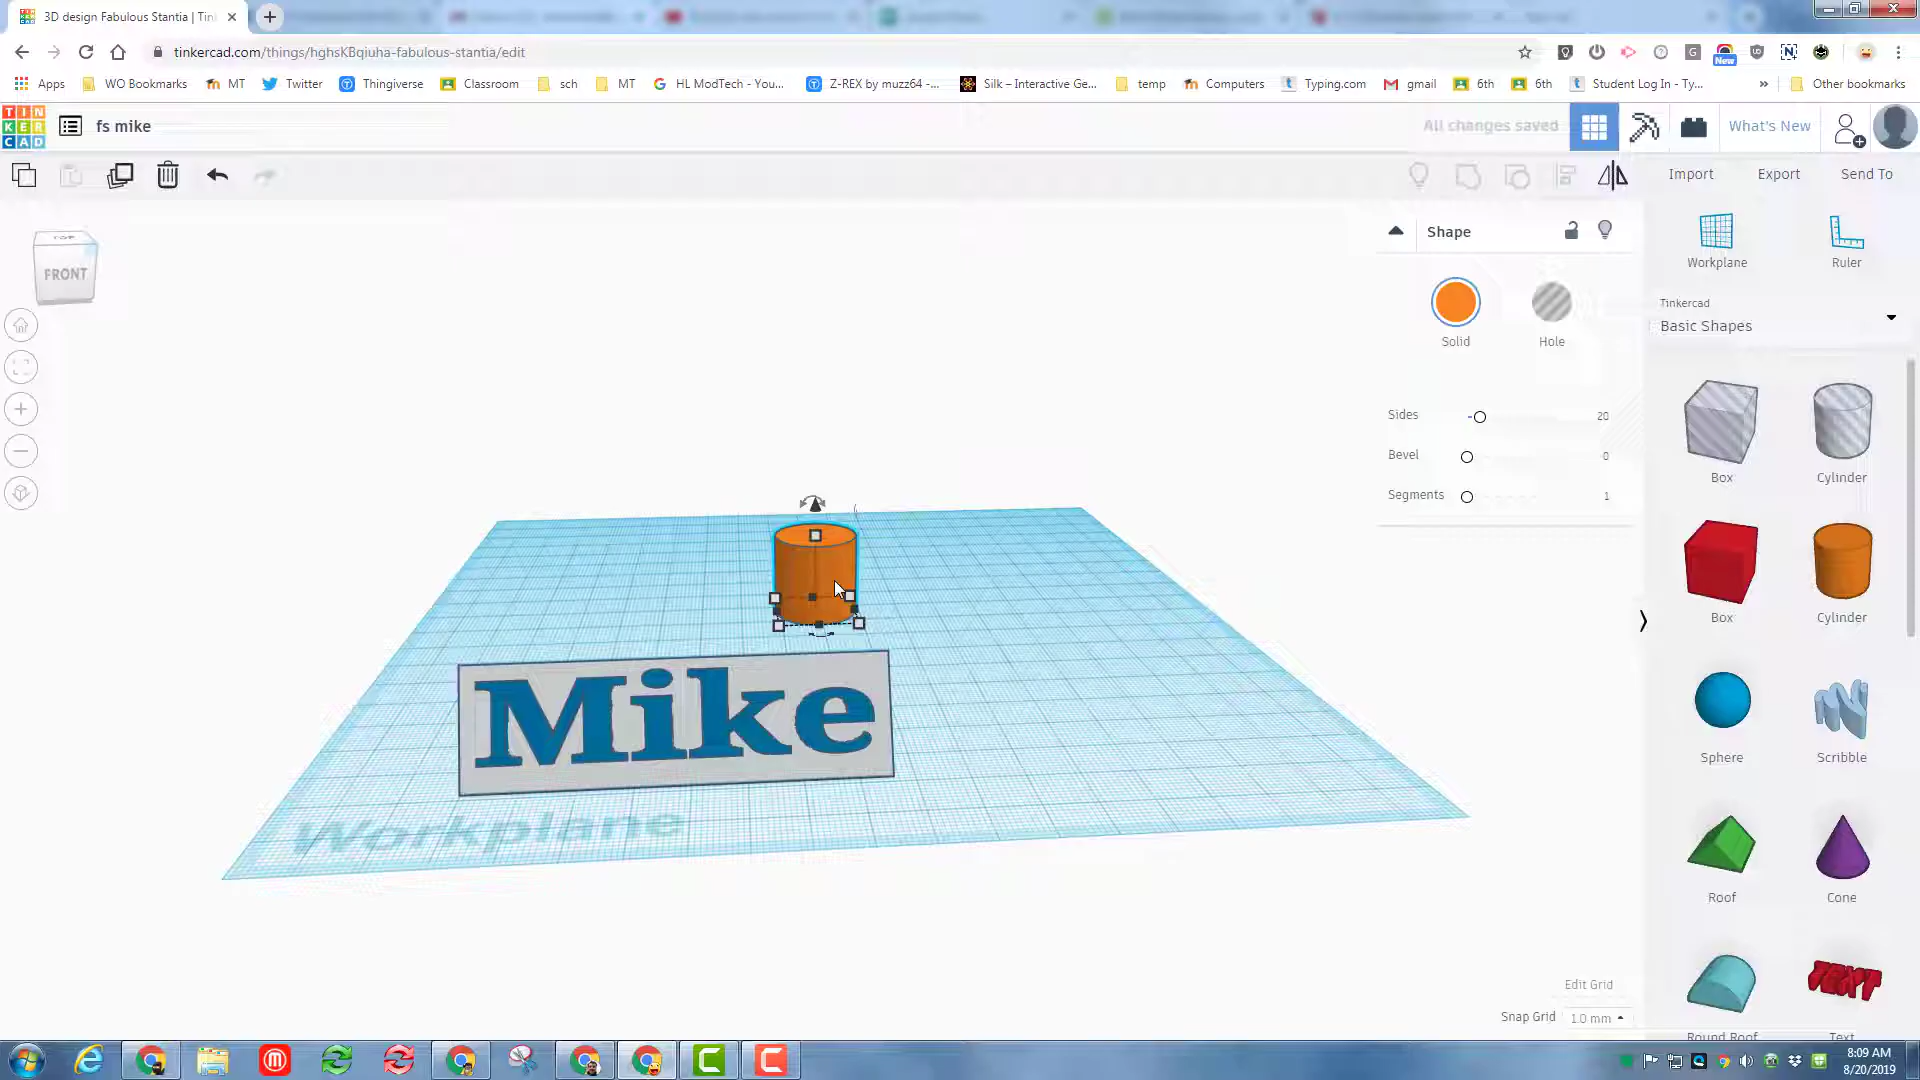 3D design Fabulous Stantia | Tin
tinkercad.com/things/hghsKBqiuha-fabulous-stantia/edit
New
Apps WO Bookmarks MT Twitter Thingiverse Classroom sch MT HL ModTech - You... Z-REX by muzz64 -... Silk – Interactive Ge... temp Computers Typing.com gmail 6th 6th Student Log In - Ty... » Other bookmarks
TIN
KER
CAD
fs mike
All changes saved
What's New
Import Export Send To
TOP
FRONT
Shape
Solid Hole
Sides 20
Bevel 0
Segments 1
Workplane Ruler
Tinkercad
Basic Shapes
Box Cylinder
Box Cylinder
Sphere Scribble
Roof Cone
TEXT
Round Roof Text
Mike
Workplane
Edit Grid
Snap Grid 1.0 mm
8:09 AM
8/20/2019